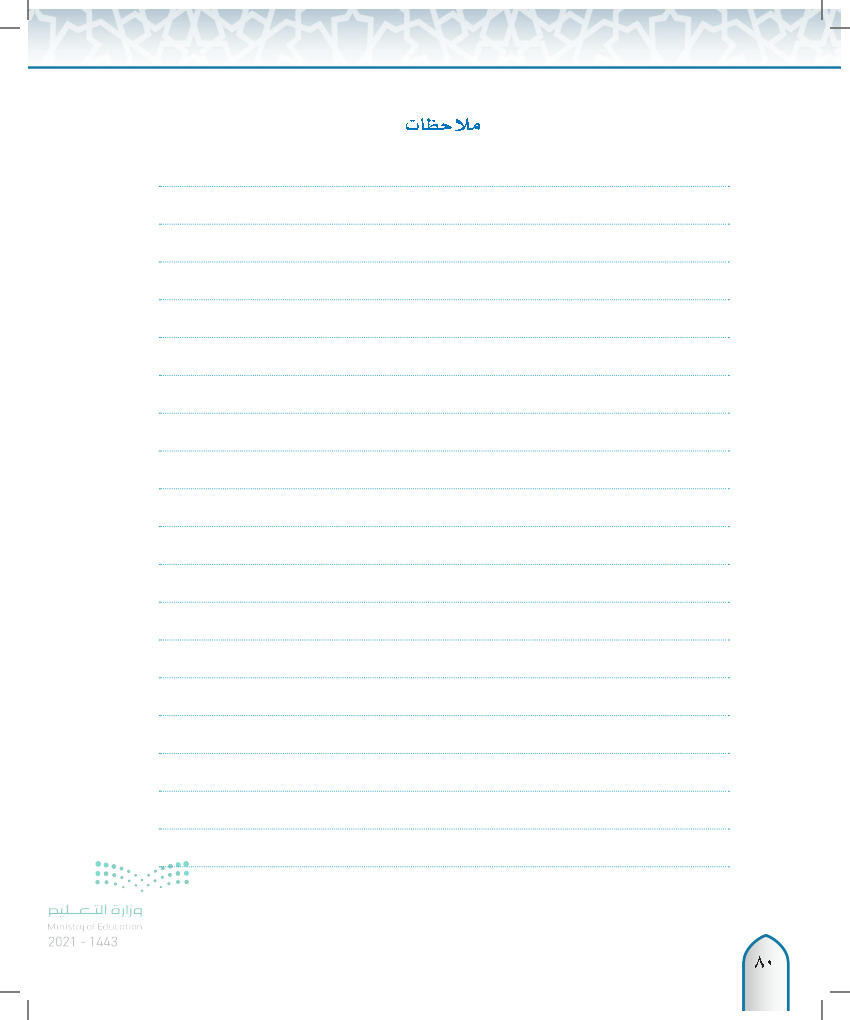 ملاحظات
وزارة التعليم
Ministry of Education
2021 - 1443
٨٠